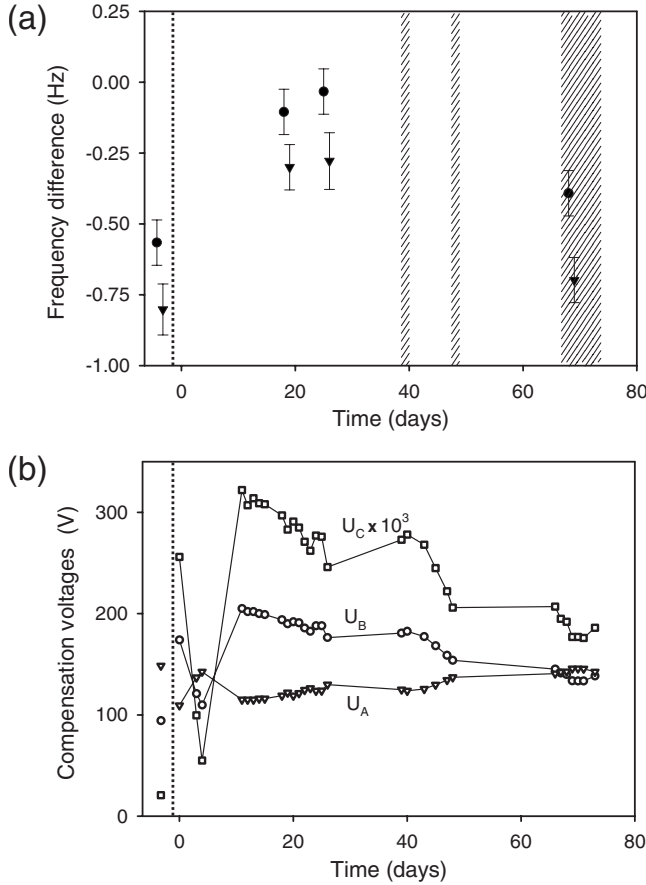 (a)
0.25
0.00
-0.25
-0.50
-0.75
-1.00
Frequency difference (Hz)
0
20
40
60
80
Time (days)
(b)
300
200
100
0
Compensation voltages (V)
U_C x 10³
U_B
U_A
0
20
40
60
80
Time (days)